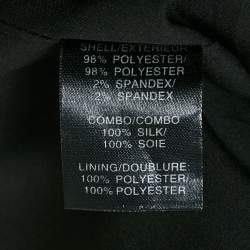 SHELL/EXTERIEUR
98% POLYESTER/
98% POLYESTER
2% SPANDEX/
2% SPANDEX
COMBO/COMBO
100% SILK/
100% SOIE
LINING/DOUBLURE:
100% POLYESTER/
100% POLYESTER